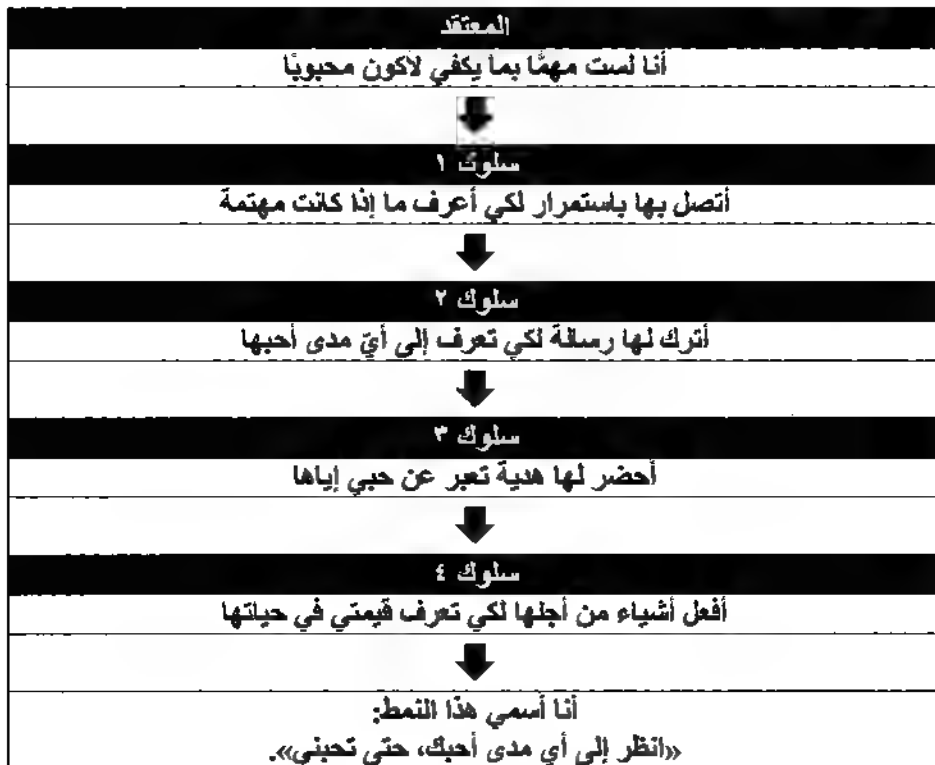 المعتقد
أنا لست مهمًّا بما يكفي لأكون محبوبًا
سلوك ١
أتصل بها باستمرار لكي أعرف ما إذا كانت مهتمة
سلوك ٢
أترك لها رسالة لكي تعرف إلى أيّ مدى أحبها
سلوك ٣
أحضر لها هدية تعبر عن حبي إياها
سلوك ٤
أفعل أشياء من أجلها لكي تعرف قيمتي في حياتها
أنا أسمي هذا النمط:
«انظر إلى أي مدى أحبك، حتى تحبني».